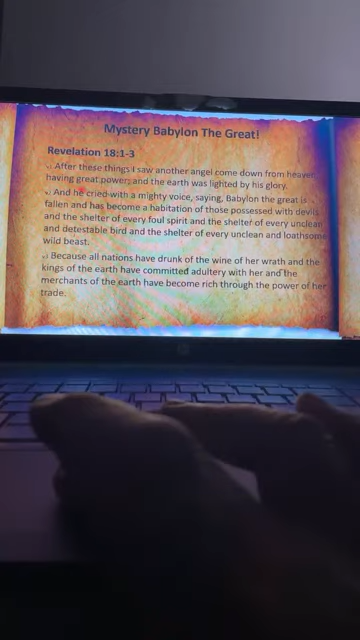 Mystery Babylon The Great!
Revelation 18:1-3
1. After these things I saw another angel come down from heaven,
having great power; and the earth was lighted by his glory.
2. And he cried with a mighty voice, saying, Babylon the great is
fallen and has become a habitation of those possessed with devils
and the shelter of every foul spirit and the shelter of every unclean
and detestable bird and the shelter of every unclean and loathsome
wild beast.
3. Because all nations have drunk of the wine of her wrath and the
kings of the earth have committed adultery with her and the
merchants of the earth have become rich through the power of her
trade.